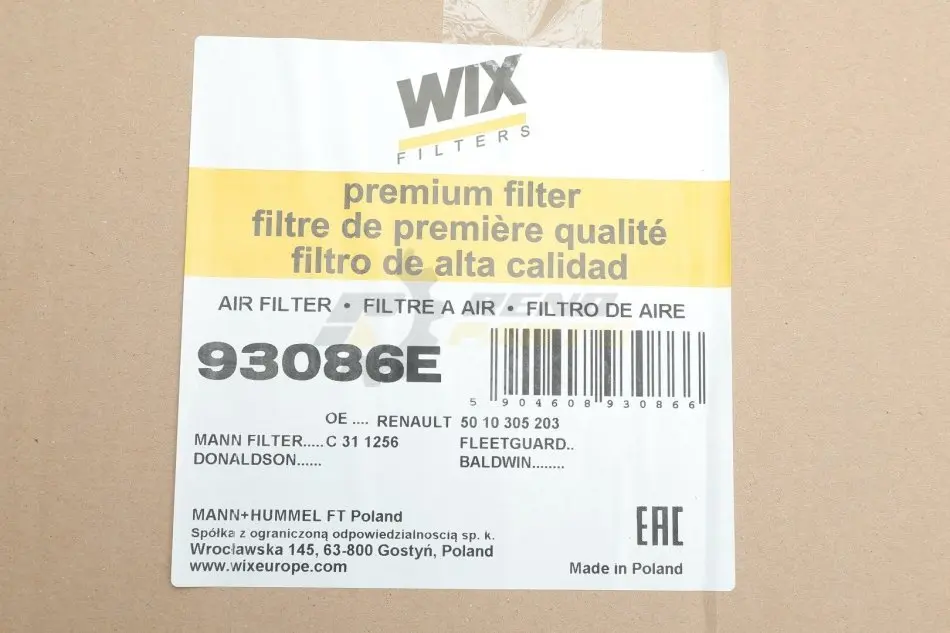 WIX
FILTERS
premium filter
filtre de première qualité
filtro de alta calidad
AIR FILTER • FILTRE A AIR • FILTRO DE AIRE
93086E
5 904608 930866
OE .... RENAULT 50 10 305 203
MANN FILTER.....C 31 1256 FLEETGUARD..
DONALDSON...... BALDWIN........
MANN+HUMMEL FT Poland
Spółka z ograniczoną odpowiedzialnością sp. k.
Wrocławska 145, 63-800 Gostyń, Poland
www.wixeurope.com
EAC
Made in Poland